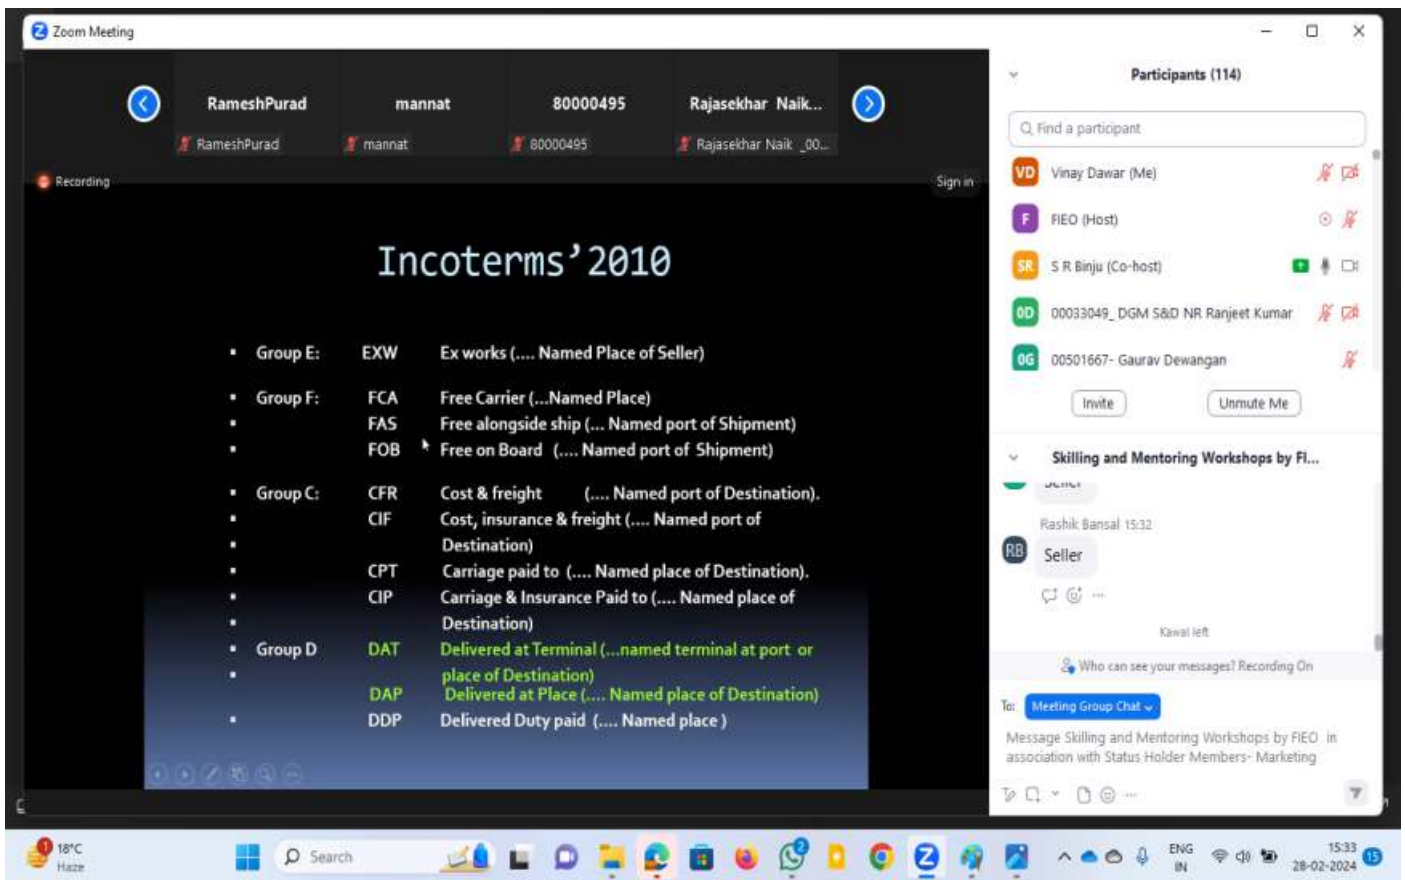 Zoom Meeting
RameshPurad
mannat
80000495
Rajasekhar Naik...
RameshPurad
mannat
80000495
Rajasekhar Naik _00...
Recording
Sign in
Incoterms’2010
▪ Group E: EXW Ex works (.... Named Place of Seller)
▪ Group F: FCA Free Carrier (...Named Place)
▪ FAS Free alongside ship (... Named port of Shipment)
▪ FOB Free on Board (.... Named port of Shipment)
▪ Group C: CFR Cost & freight (.... Named port of Destination).
▪ CIF Cost, insurance & freight (.... Named port of
▪ Destination)
▪ CPT Carriage paid to (.... Named place of Destination).
▪ CIP Carriage & Insurance Paid to (.... Named place of
▪ Destination)
▪ Group D DAT Delivered at Terminal (...named terminal at port or
▪ place of Destination)
DAP Delivered at Place (.... Named place of Destination)
▪ DDP Delivered Duty paid (.... Named place )
Participants (114)
Find a participant
VD Vinay Dawar (Me)
F FIEO (Host)
SR S R Binju (Co-host)
0D 00033049_ DGM S&D NR Ranjeet Kumar
0G 00501667- Gaurav Dewangan
Invite
Unmute Me
Skilling and Mentoring Workshops by FI...
Seller
Rashik Bansal 15:32
RB Seller
Kawal left
Who can see your messages? Recording On
To: Meeting Group Chat
Message Skilling and Mentoring Workshops by FIEO in
association with Status Holder Members- Marketing
1
18°C
Haze
Search
2
ENG
IN
15:33
28-02-2024
15